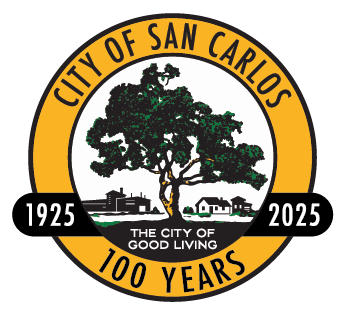 CITY OF SAN CARLOS
1925
2025
THE CITY OF
GOOD LIVING
100 YEARS